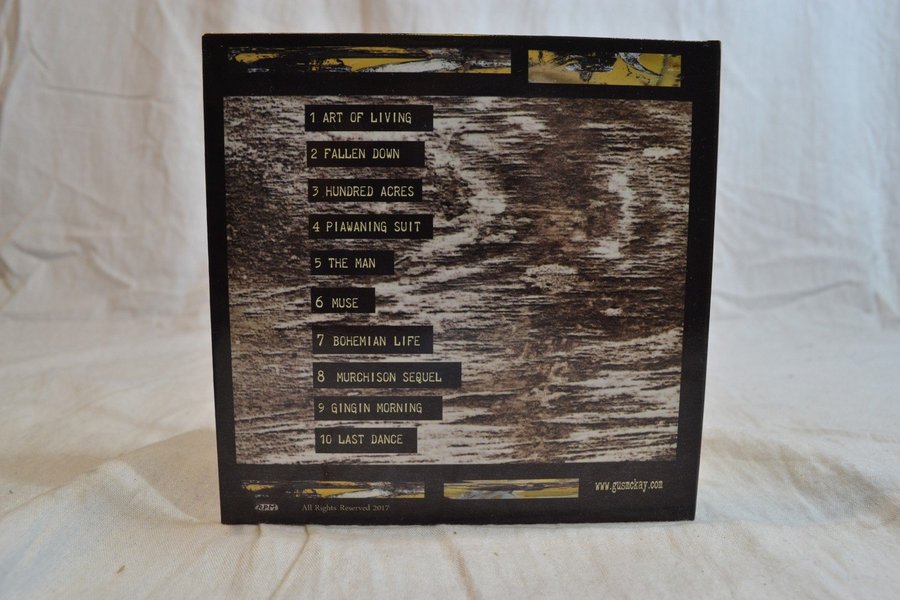 1 ART OF LIVING
2 FALLEN DOWN
3 HUNDRED ACRES
4 PIAWANING SUIT
5 THE MAN
6 MUSE
7 BOHEMIAN LIFE
8 MURCHISON SEQUEL
9 GINGIN MORNING
10 LAST DANCE
www.gusmckay.com
RPM All Rights Reserved 2017